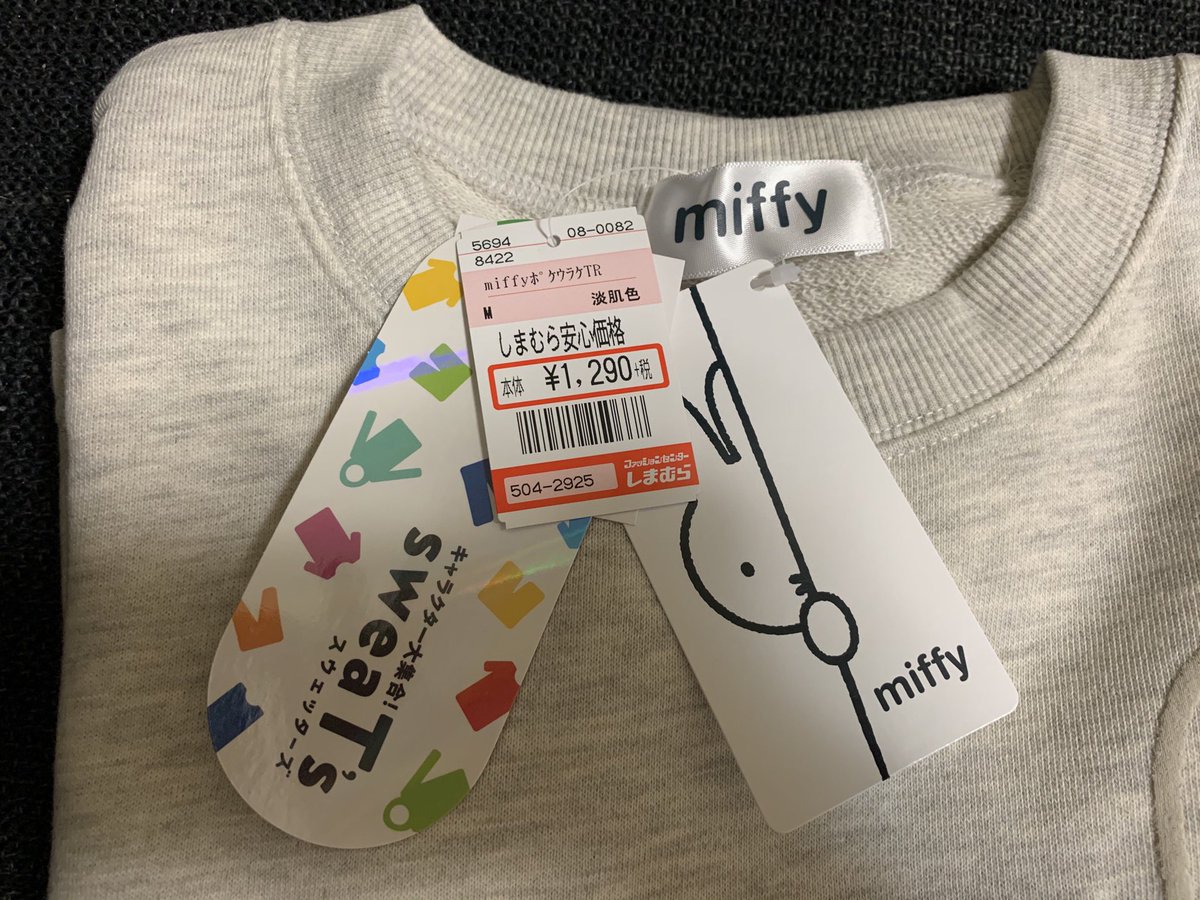 miffy
5694 08-0082
8422
miffyポケウラケTR
M 淡肌色
しまむら安心価格
本体 ¥1,290+税
504-2925 ファッションセンター
しまむら
キャラクター大集合!
sweaT's
スウェッターズ
miffy